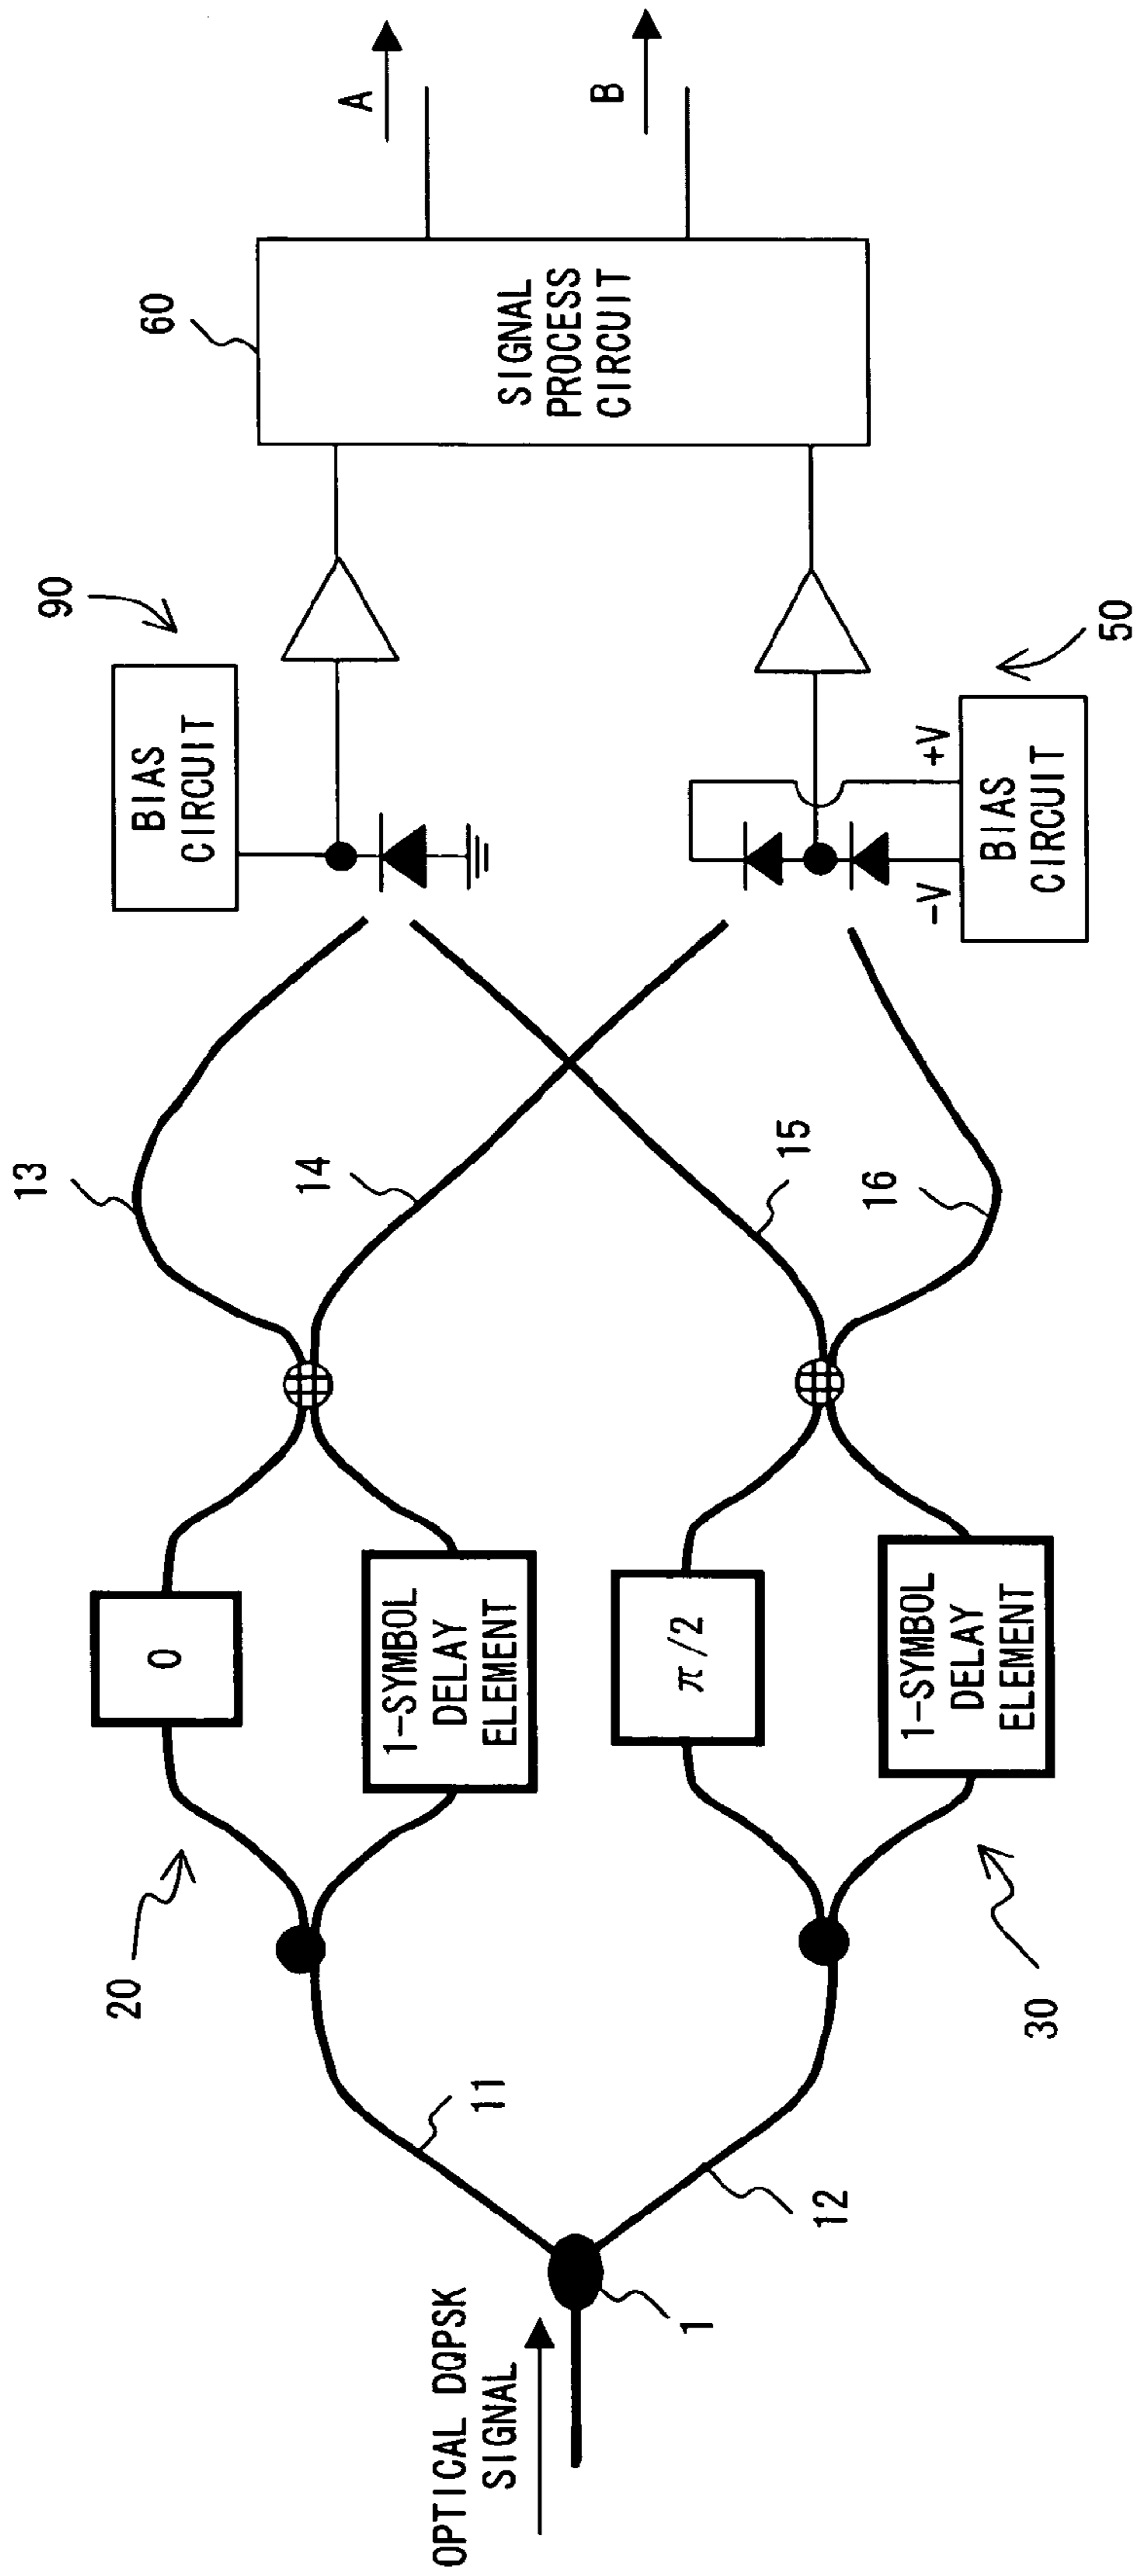 OPTICAL DQPSK
SIGNAL
1
11
12
20
30
0
1-SYMBOL
DELAY
ELEMENT
π/2
1-SYMBOL
DELAY
ELEMENT
13
14
15
16
90
BIAS
CIRCUIT
50
BIAS
CIRCUIT
-V
+V
60
SIGNAL
PROCESS
CIRCUIT
A
B